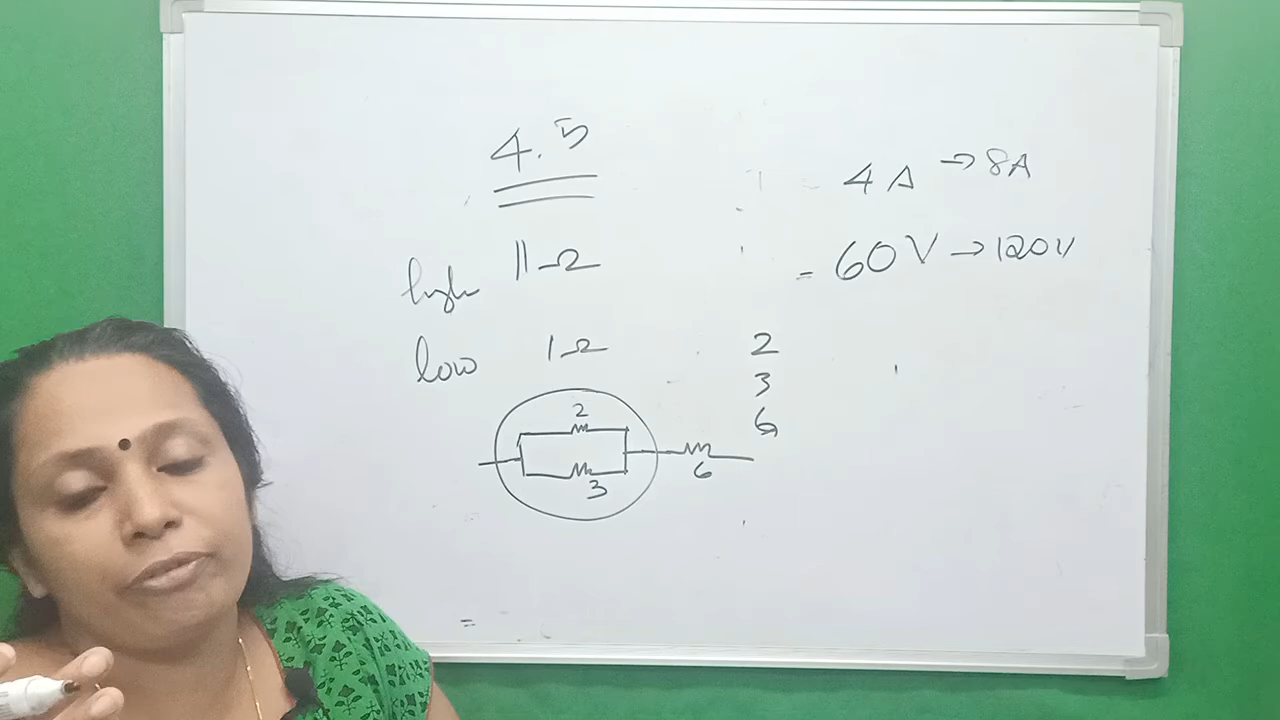 4.5
4A → 8A
high 11Ω
= 60V → 120V
low 1Ω
2
3
6
2
3
6
=